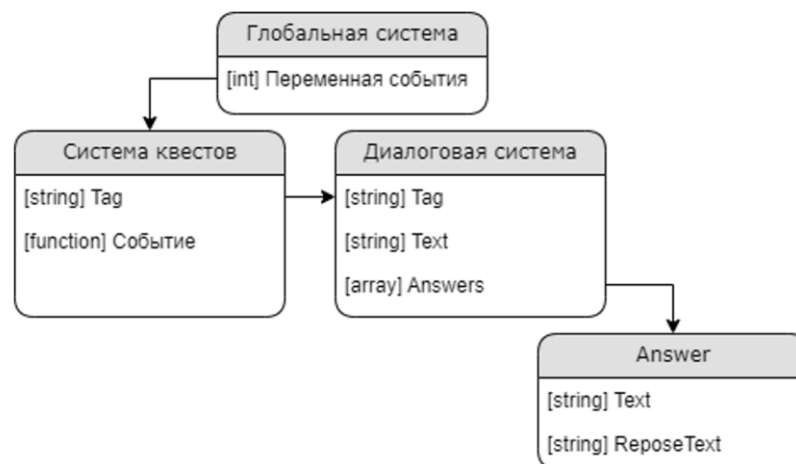 Глобальная система
[int] Переменная события
Система квестов
[string] Tag
[function] Событие
Диалоговая система
[string] Tag
[string] Text
[array] Answers
Answer
[string] Text
[string] ReposeText